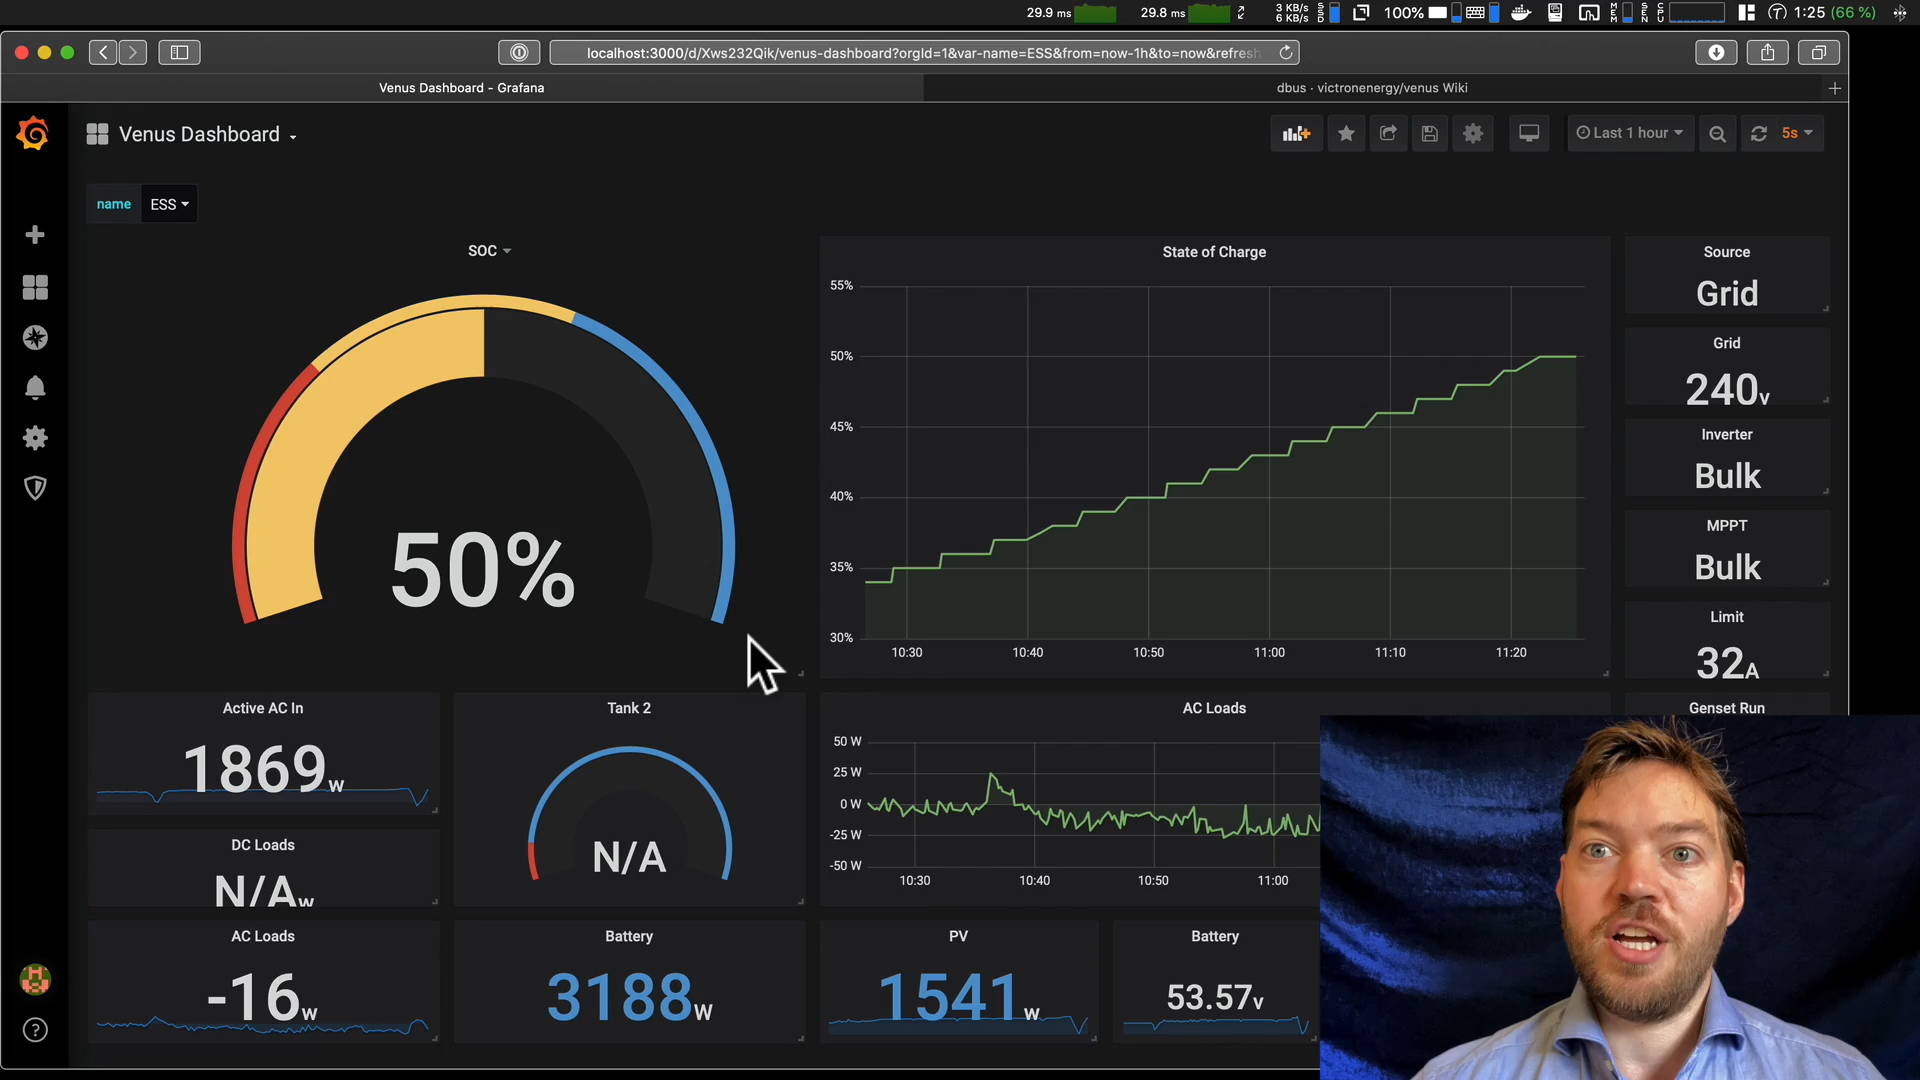 29.9 ms
29.8 ms
3 KB/s
6 KB/s
SSD
100%
MEM
SEN
CPU
1:25 (66 %)
localhost:3000/d/Xws232Qik/venus-dashboard?orgId=1&var-name=ESS&from=now-1h&to=now&refresh
Venus Dashboard - Grafana
dbus · victronenergy/venus Wiki
Venus Dashboard
Last 1 hour
5s
name
ESS
SOC
50%
State of Charge
55%
50%
45%
40%
35%
30%
10:30
10:40
10:50
11:00
11:10
11:20
Source
Grid
Grid
240V
Inverter
Bulk
MPPT
Bulk
Limit
32A
Active AC In
1869W
Tank 2
N/A
AC Loads
50 W
25 W
0 W
-25 W
-50 W
10:30
10:40
10:50
11:00
Genset Run
DC Loads
N/AW
AC Loads
-16W
Battery
3188W
PV
1541W
Battery
53.57V